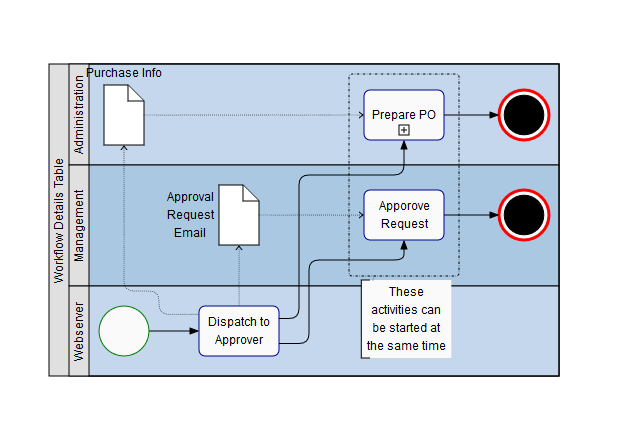 Workflow Details Table
Administration
Purchase Info
Prepare PO
Management
Approval
Request
Email
Apporove
Request
Webserver
Dispatch to
Approver
These
activities can
be started at
the same time